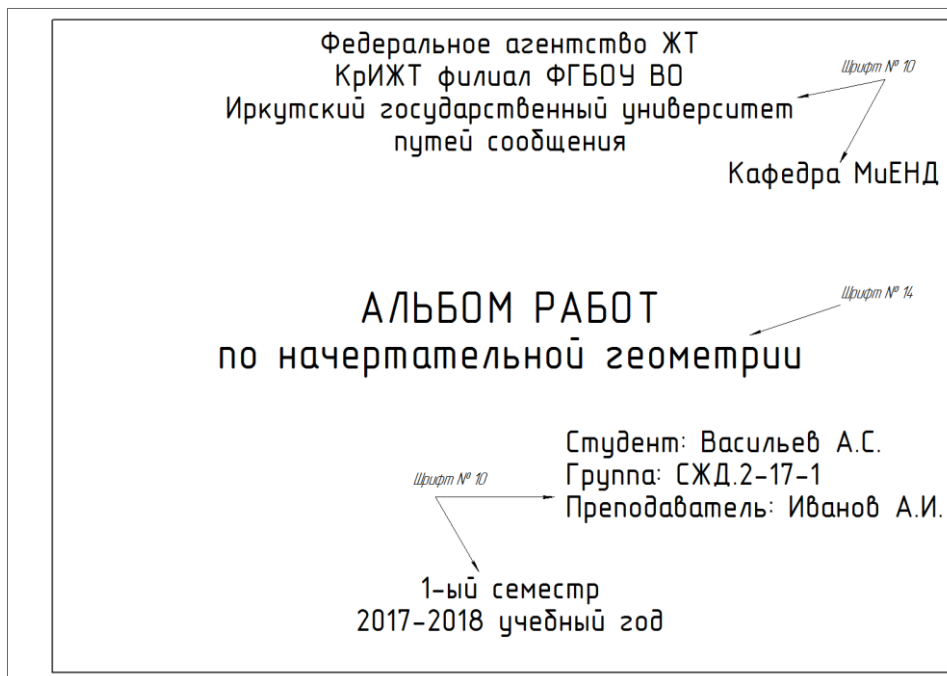 Федеральное агентство ЖТ
КрИЖТ филиал ФГБОУ ВО
Шрифт № 10
Иркутский государственный университет
путей сообщения
Кафедра МиЕНД
Шрифт № 14
АЛЬБОМ РАБОТ
по начертательной геометрии
Студент: Васильев А.С.
Группа: СЖД.2-17-1
Шрифт № 10
Преподаватель: Иванов А.И.
1-ый семестр
2017-2018 учебный год